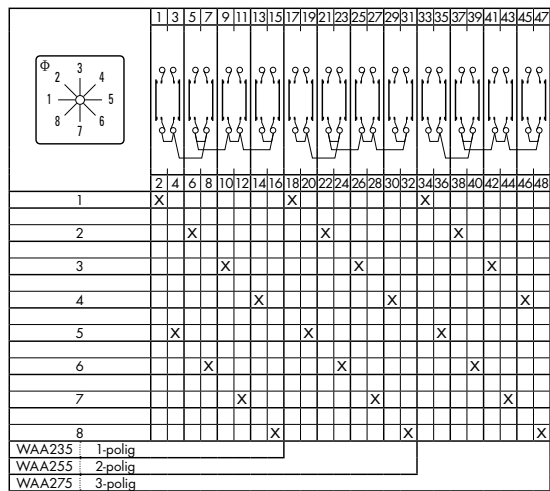 1 3 5 7 9 11 13 15 17 19 21 23 25 27 29 31 33 35 37 39 41 43 45 47
Φ
3
2 4
1 5
8 6
7
2 4 6 8 10 12 14 16 18 20 22 24 26 28 30 32 34 36 38 40 42 44 46 48
1 X X X
2 X X X
3 X X X
4 X X X
5 X X X
6 X X X
7 X X X
8 X X X
WAA235 1-polig
WAA255 2-polig
WAA275 3-polig